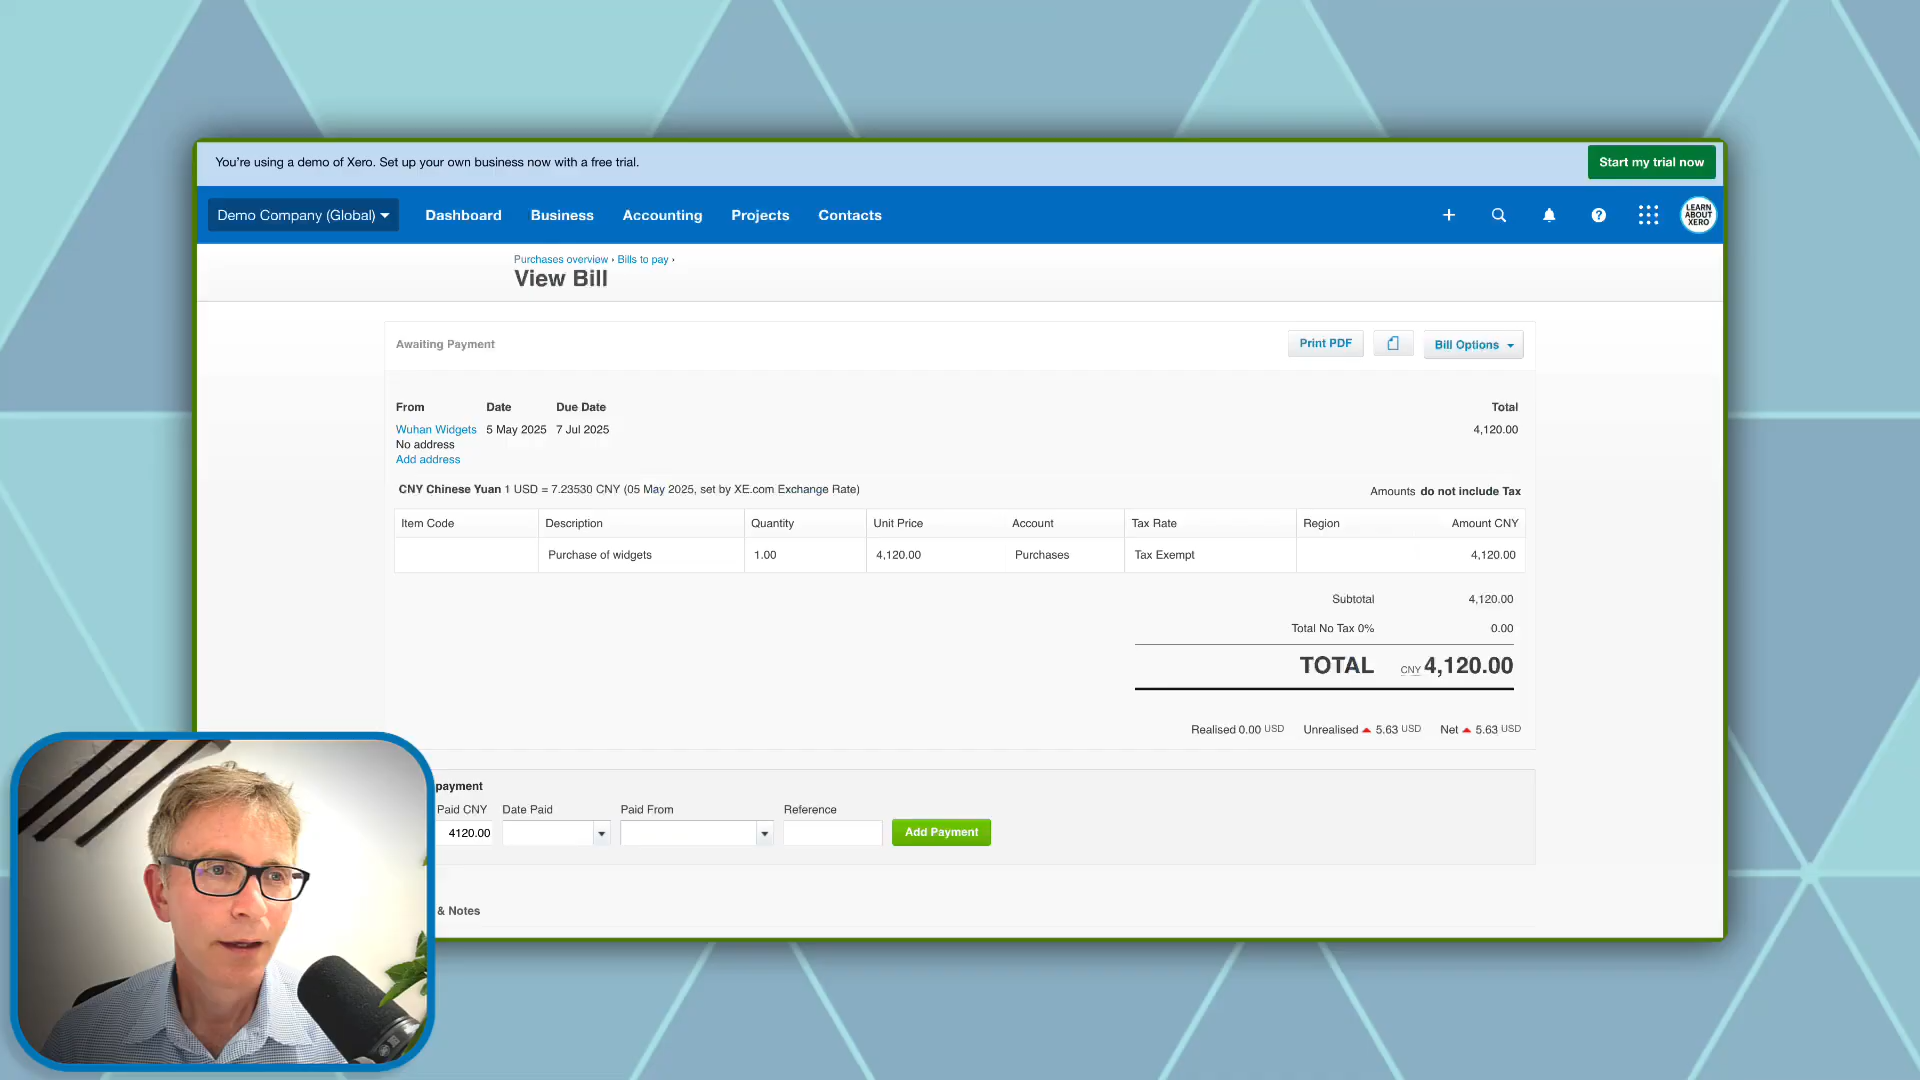 You're using a demo of Xero. Set up your own business now with a free trial.
Start my trial now
Demo Company (Global)
Dashboard
Business
Accounting
Projects
Contacts
LEARN
ABOUT
XERO
Purchases overview › Bills to pay ›
View Bill
Awaiting Payment
Print PDF
Bill Options
From Date Due Date Total
Wuhan Widgets 5 May 2025 7 Jul 2025 4,120.00
No address
Add address
CNY Chinese Yuan 1 USD = 7.23530 CNY (05 May 2025, set by XE.com Exchange Rate)
Amounts do not include Tax
Item Code Description Quantity Unit Price Account Tax Rate Region Amount CNY
Purchase of widgets 1.00 4,120.00 Purchases Tax Exempt 4,120.00
Subtotal 4,120.00
Total No Tax 0% 0.00
TOTAL CNY 4,120.00
Realised 0.00 USD Unrealised 5.63 USD Net 5.63 USD
payment
Paid CNY Date Paid Paid From Reference
4120.00
Add Payment
& Notes